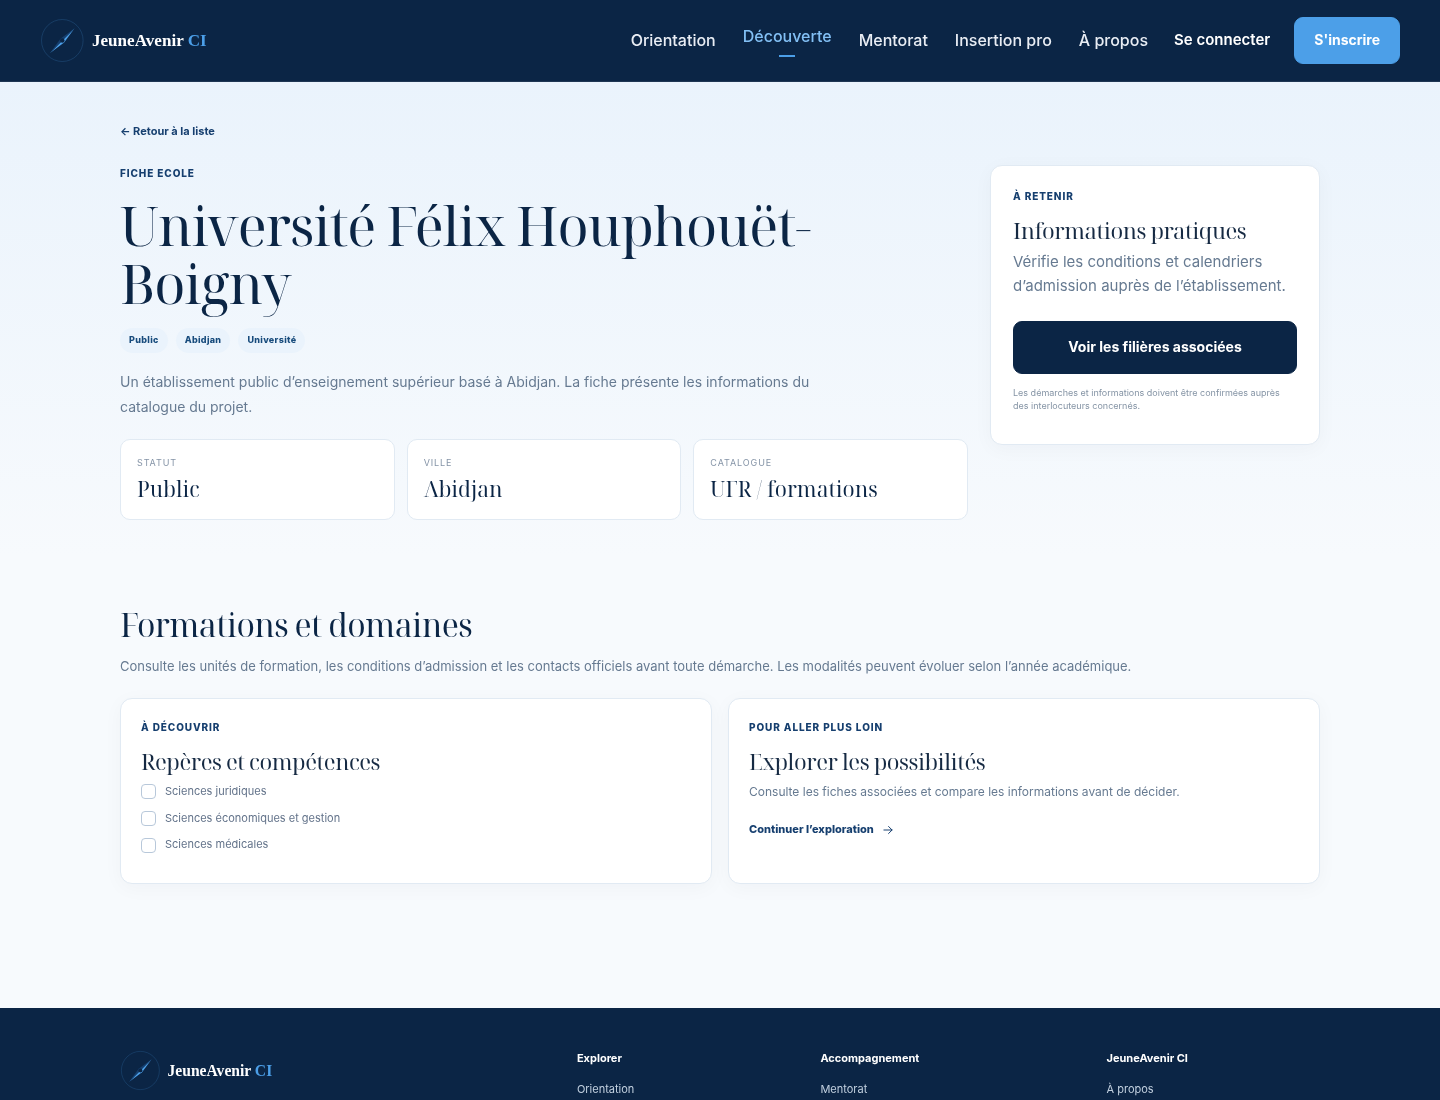 JeuneAvenir CI
Orientation
Découverte
Mentorat
Insertion pro
À propos
Se connecter
S'inscrire
← Retour à la liste
FICHE ECOLE
Université Félix Houphouët-
Boigny
Public
Abidjan
Université
Un établissement public d’enseignement supérieur basé à Abidjan. La fiche présente les informations du
catalogue du projet.
STATUT
Public
VILLE
Abidjan
CATALOGUE
UFR / formations
À RETENIR
Informations pratiques
Vérifie les conditions et calendriers
d’admission auprès de l’établissement.
Voir les filières associées
Les démarches et informations doivent être confirmées auprès
des interlocuteurs concernés.
Formations et domaines
Consulte les unités de formation, les conditions d’admission et les contacts officiels avant toute démarche. Les modalités peuvent évoluer selon l’année académique.
À DÉCOUVRIR
Repères et compétences
Sciences juridiques
Sciences économiques et gestion
Sciences médicales
POUR ALLER PLUS LOIN
Explorer les possibilités
Consulte les fiches associées et compare les informations avant de décider.
Continuer l’exploration →
JeuneAvenir CI
Explorer
Orientation
Accompagnement
Mentorat
JeuneAvenir CI
À propos